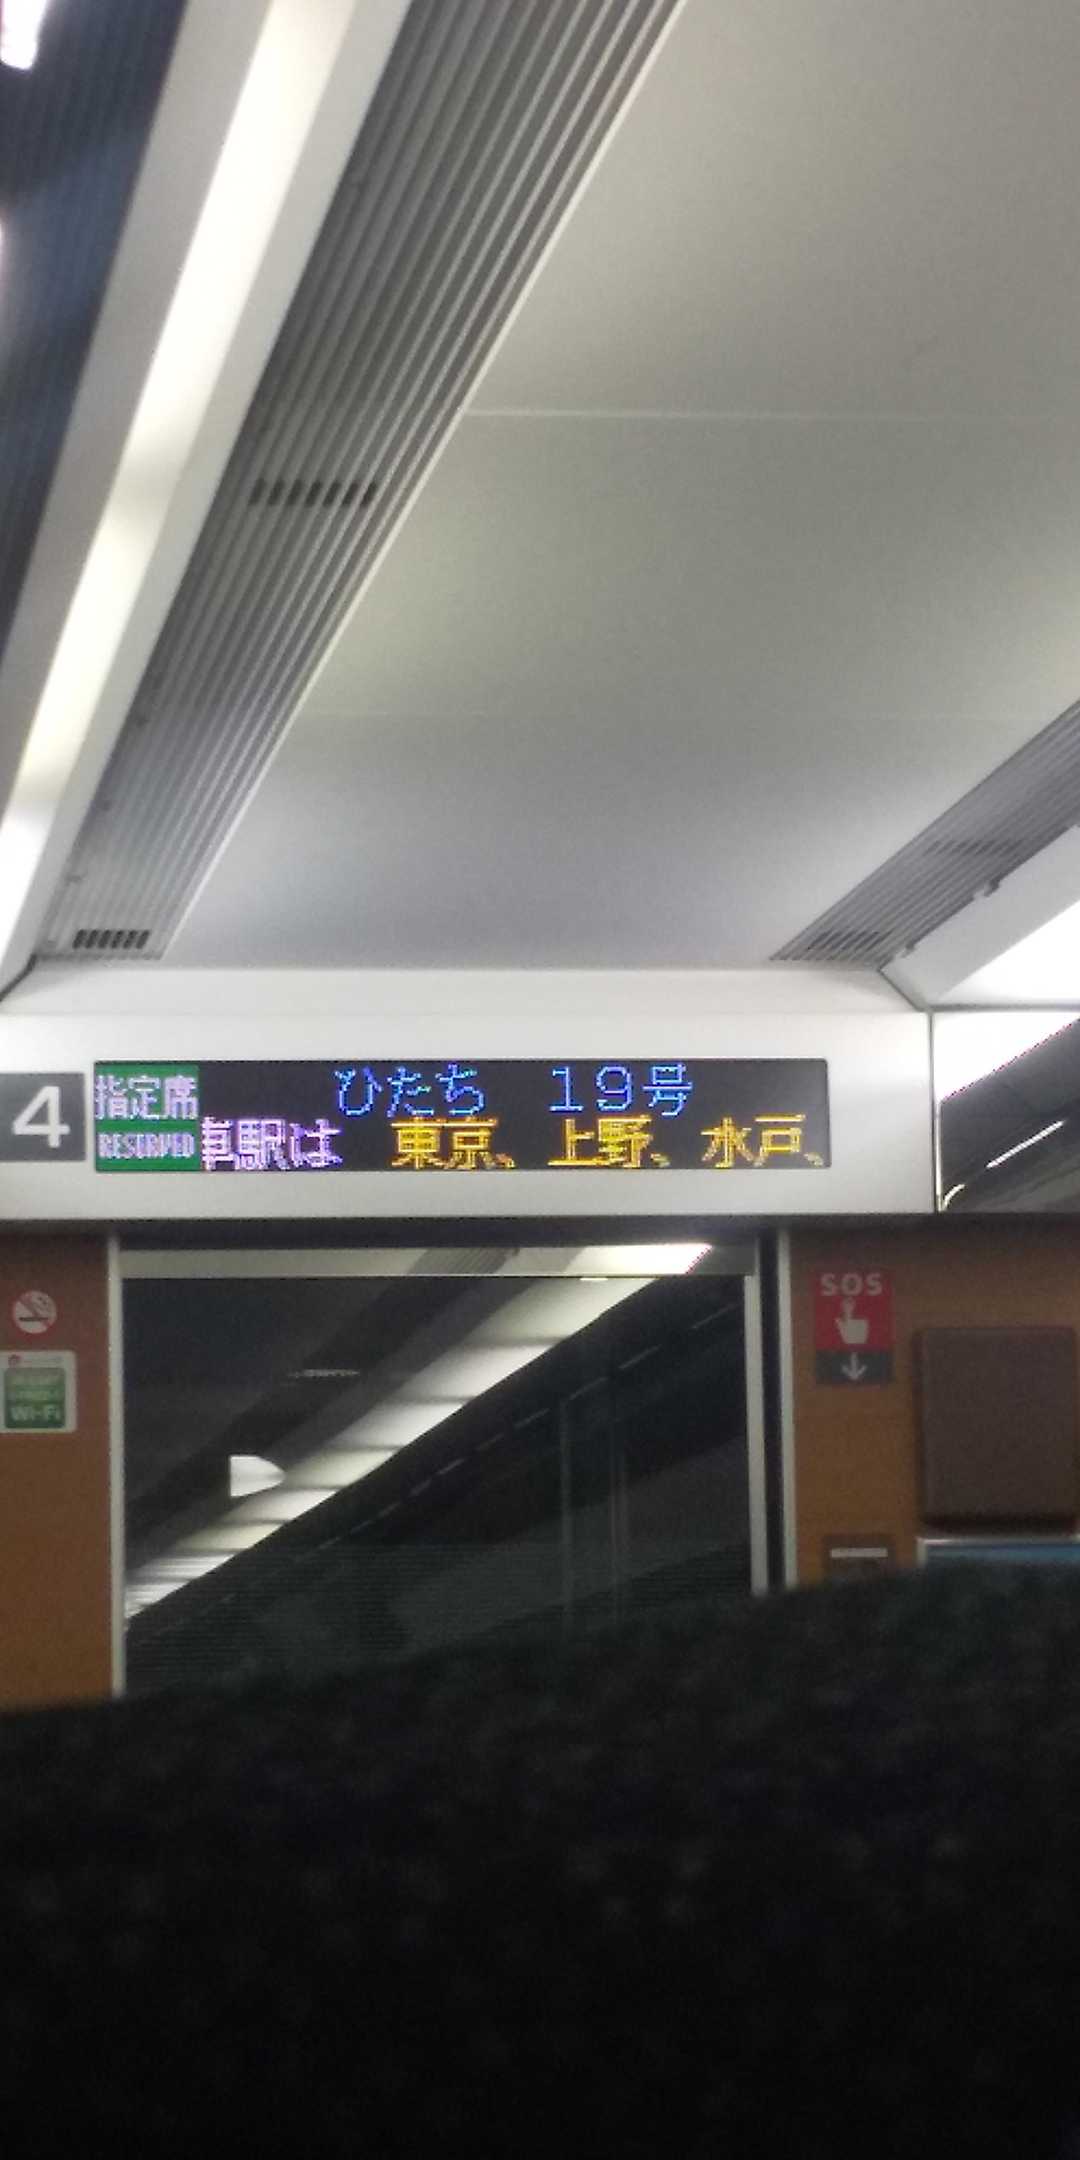 4
指定席
RESERVED
ひたち 19号
車駅は 東京、上野、水戸、
SOS
Wi-Fi